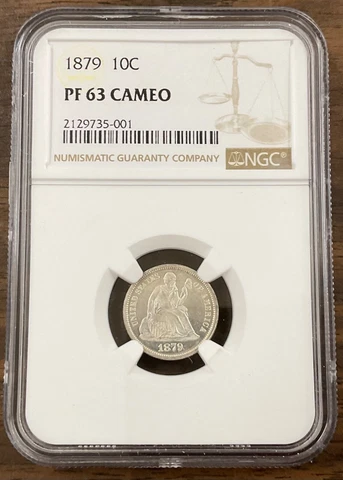 1879 10C
PF 63 CAMEO
2129735-001
NUMISMATIC GUARANTY COMPANY
NGC®
UNITED STATES OF AMERICA
1879